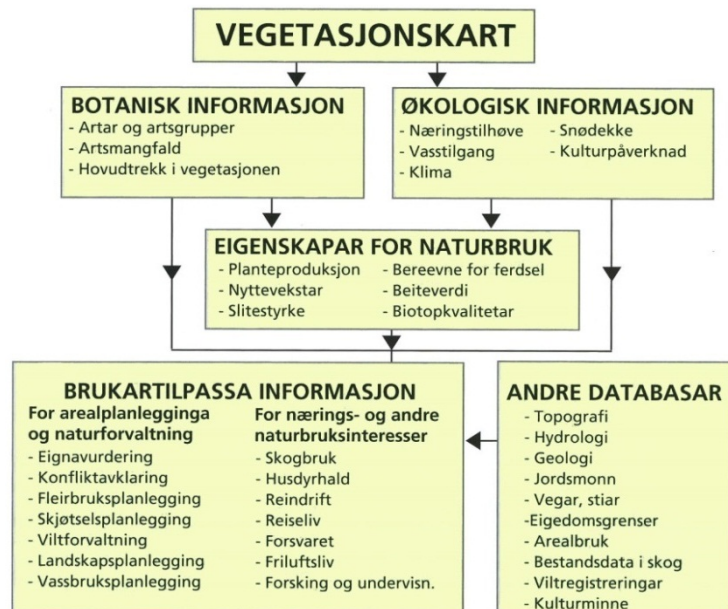 VEGETASJONSKART
BOTANISK INFORMASJON
- Artar og artsgrupper
- Artsmangfald
- Hovudtrekk i vegetasjonen
ØKOLOGISK INFORMASJON
- Næringstilhøve
- Vasstilgang
- Klima
- Snødekke
- Kulturpåverknad
EIGENSKAPAR FOR NATURBRUK
- Planteproduksjon
- Nyttevekstar
- Slitestyrke
- Bereevne for ferdsel
- Beiteverdi
- Biotopkvalitetar
BRUKARTILPASSA INFORMASJON
For arealplanlegginga
og naturforvaltning
- Eignavurdering
- Konfliktavklaring
- Fleirbruksplanlegging
- Skjøtselsplanlegging
- Viltforvaltning
- Landskapsplanlegging
- Vassbruksplanlegging
For nærings- og andre
naturbruksinteresser
- Skogbruk
- Husdyrhald
- Reindrift
- Reiseliv
- Forsvaret
- Friluftsliv
- Forsking og undervisn.
ANDRE DATABASAR
- Topografi
- Hydrologi
- Geologi
- Jordsmonn
- Vegar, stiar
-Eigedomsgrenser
- Arealbruk
- Bestandsdata i skog
- Viltregistreringar
- Kulturminne